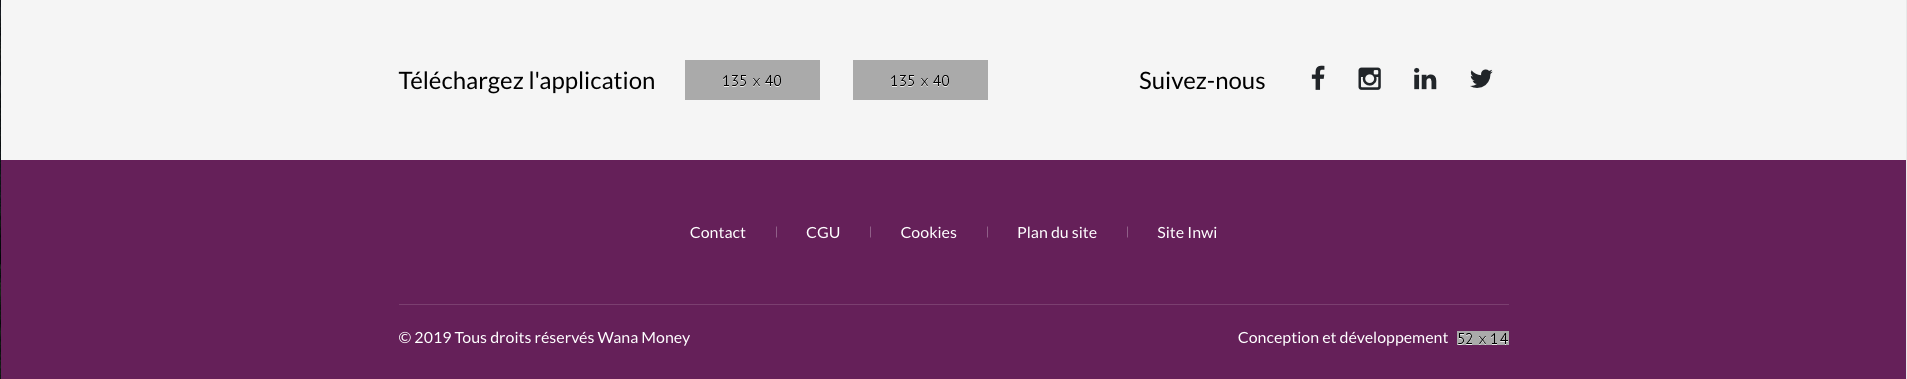 Téléchargez l'application 135 x 40 135 x 40 Suivez-nous
Contact CGU Cookies Plan du site Site Inwi
© 2019 Tous droits réservés Wana Money Conception et développement 52 x 14